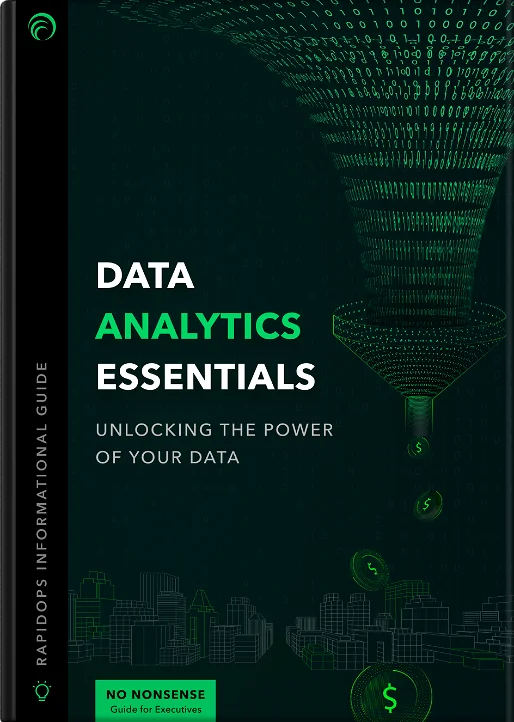 DATA
ANALYTICS
ESSENTIALS
UNLOCKING THE POWER
OF YOUR DATA
RAPIDOPS INFORMATIONAL GUIDE
NO NONSENSE
Guide for Executives
$
$
$
$